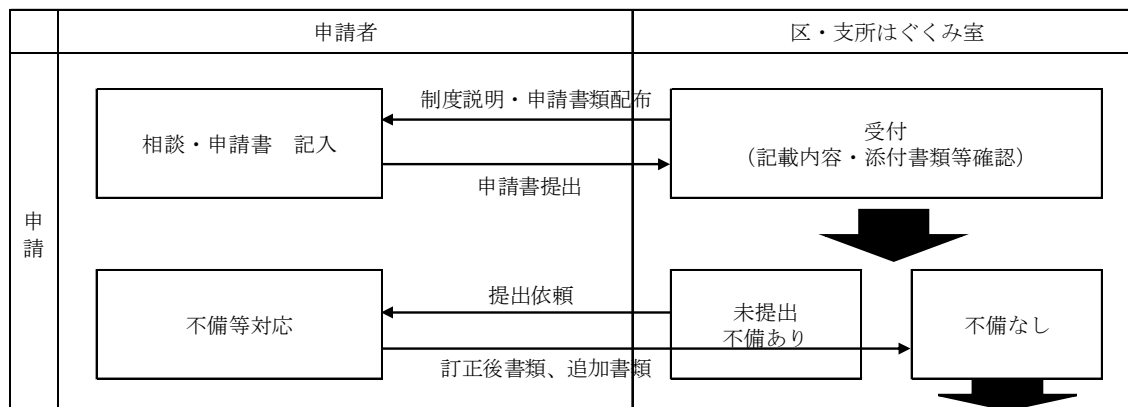 申請者
区・支所はぐくみ室
申
請
制度説明・申請書類配布
相談・申請書　記入
受付
（記載内容・添付書類等確認）
申請書提出
提出依頼
不備等対応
未提出
不備あり
不備なし
訂正後書類、追加書類